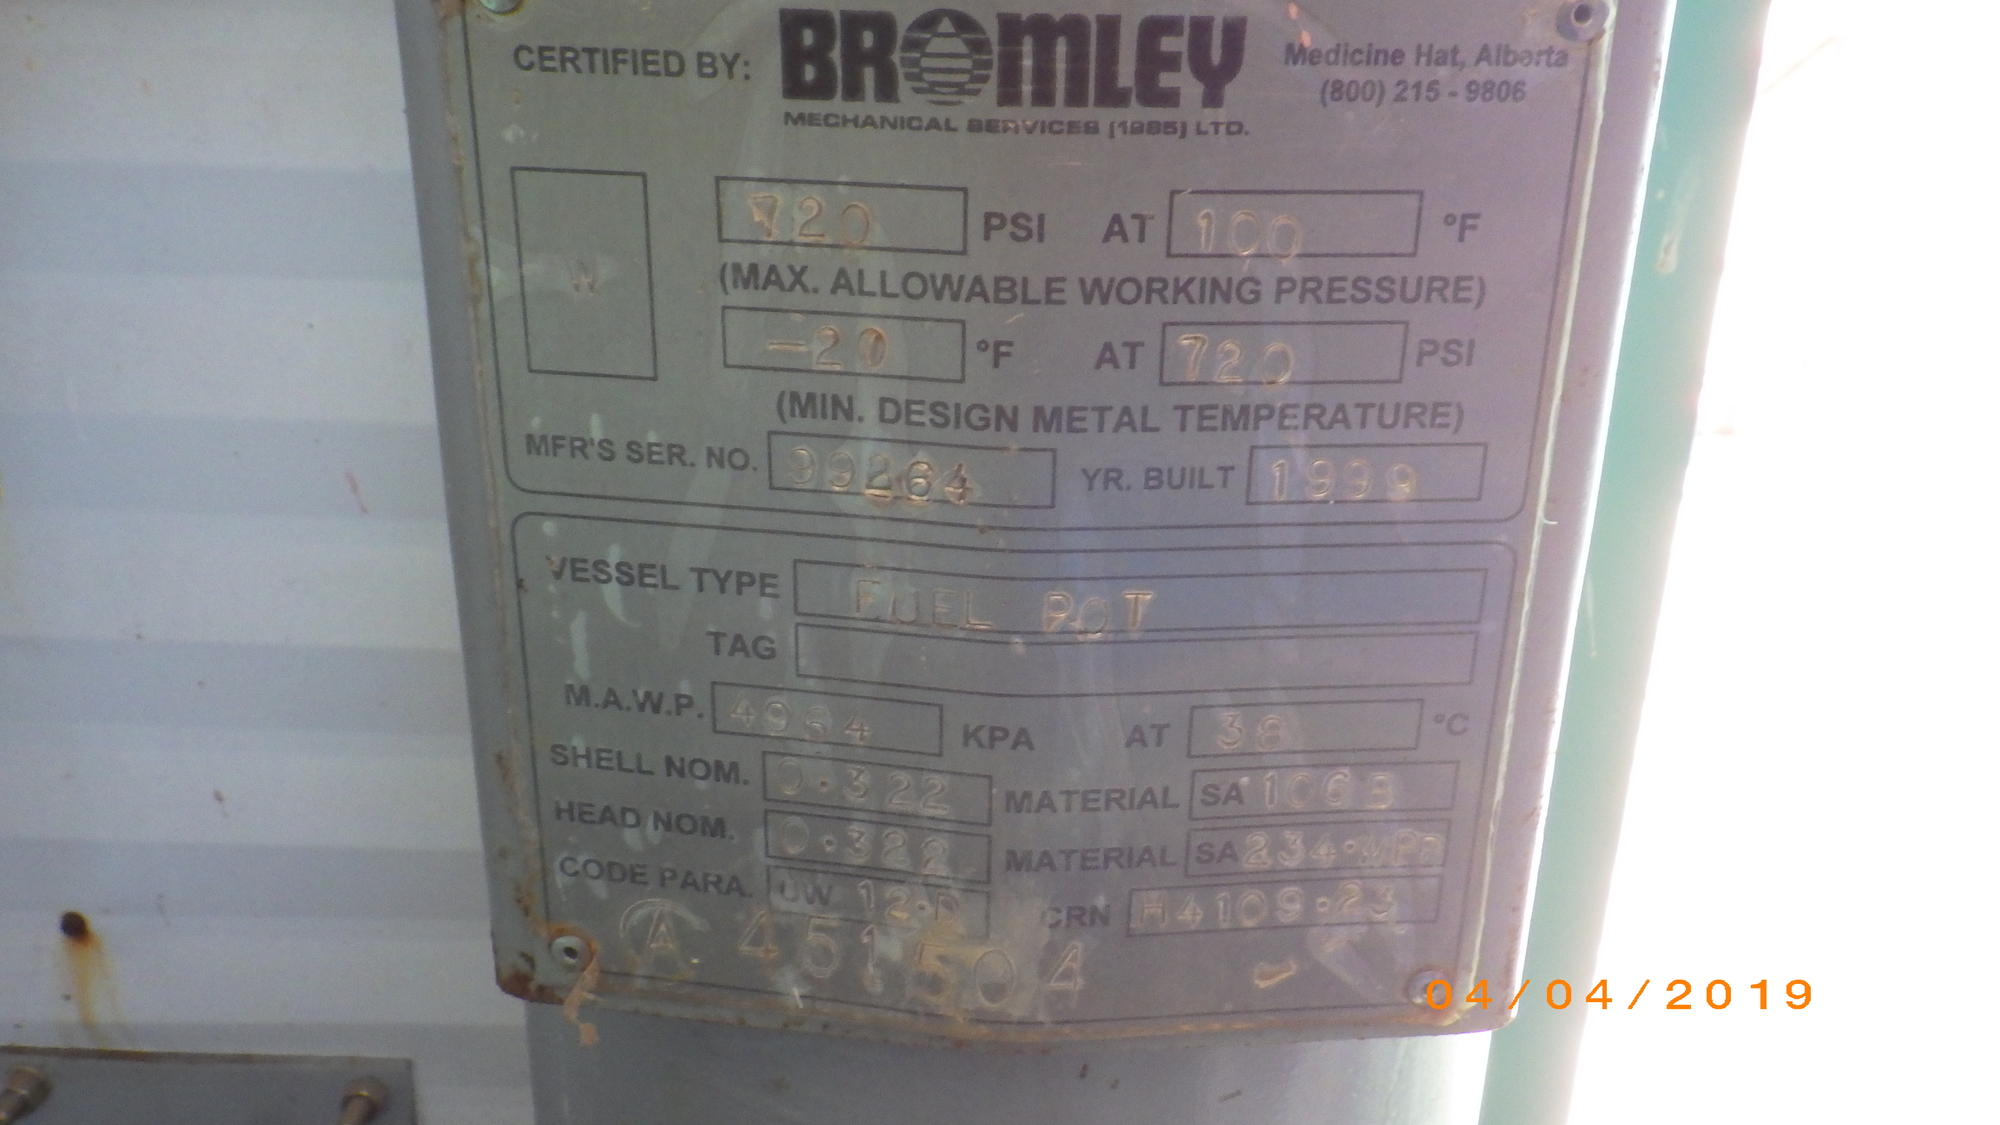 CERTIFIED BY: BROMLEY Medicine Hat, Alberta
(800) 215 - 9806
MECHANICAL SERVICES (1985) LTD.
W
720 PSI AT 100 °F
(MAX. ALLOWABLE WORKING PRESSURE)
-20 °F AT 720 PSI
(MIN. DESIGN METAL TEMPERATURE)
MFR'S SER. NO. 99264 YR. BUILT 1999
VESSEL TYPE FUEL POT
TAG
M.A.W.P. 4964 KPA AT 38 °C
SHELL NOM. 0.322 MATERIAL SA 106B
HEAD NOM. 0.322 MATERIAL SA 234.
CODE PARA. UW 12.D CRN H4109.23
A 451504
04/04/2019